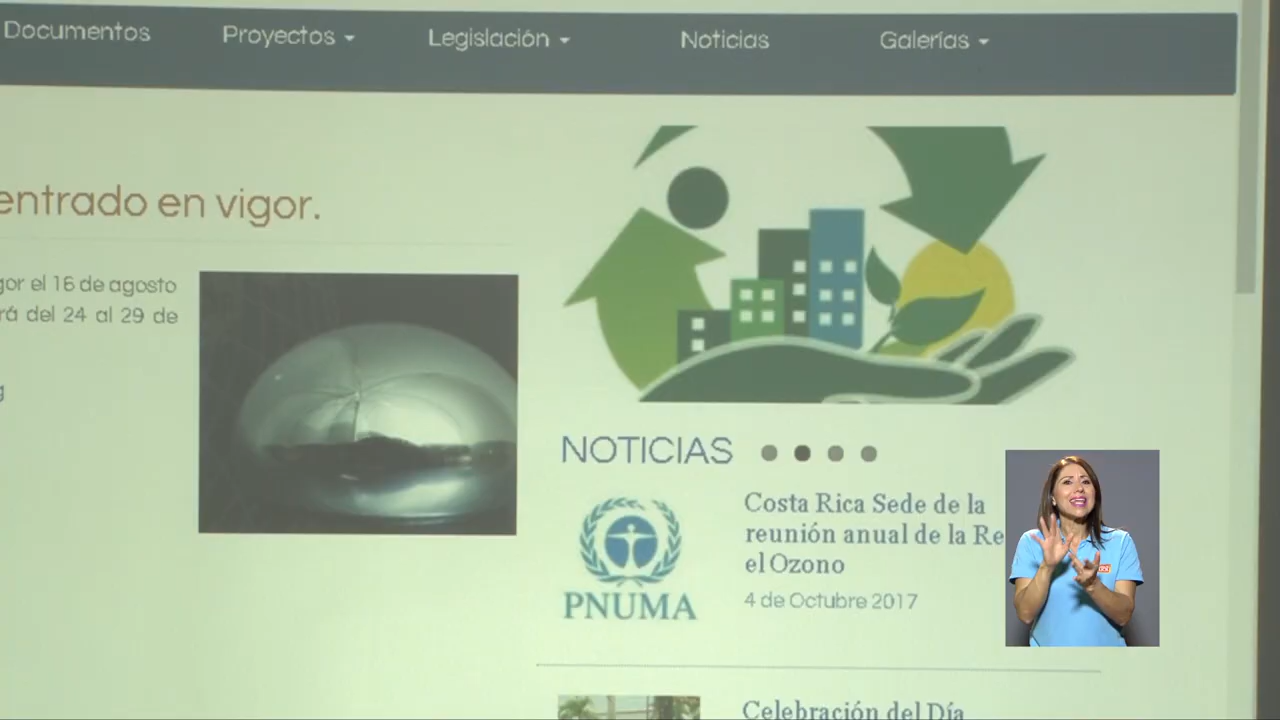 Documentos
Proyectos
Legislación
Noticias
Galerías
entrado en vigor.
gor el 16 de agosto
rá del 24 al 29 de
g
NOTICIAS
Costa Rica Sede de la
reunión anual de la Re
el Ozono
4 de Octubre 2017
PNUMA
Celebración del Día